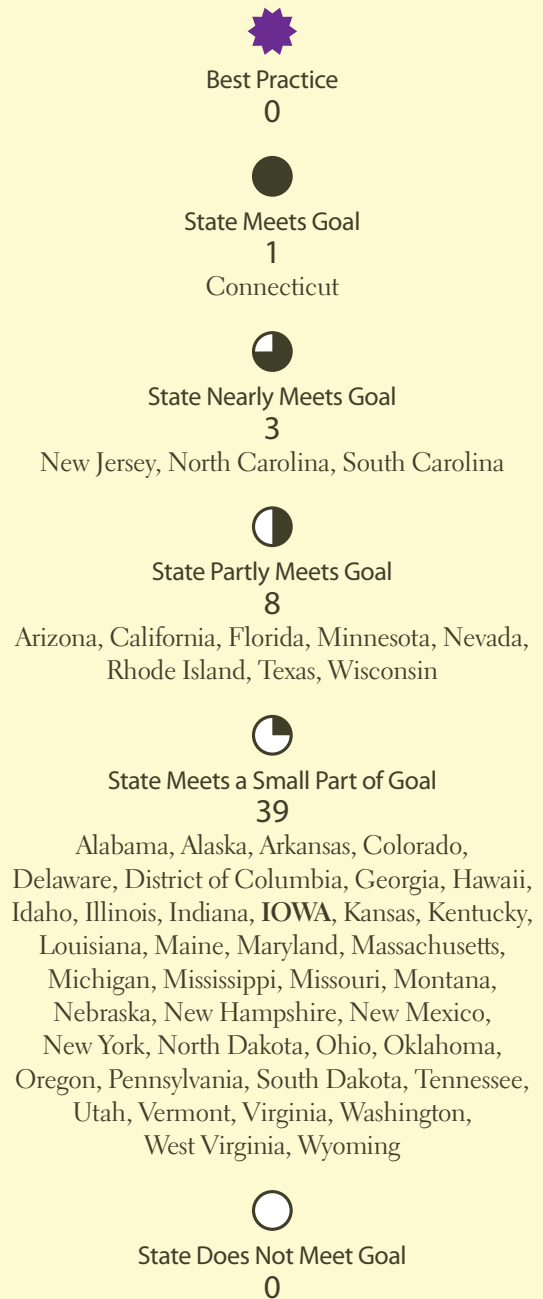 Best Practice
0
State Meets Goal
1
Connecticut
State Nearly Meets Goal
3
New Jersey, North Carolina, South Carolina
State Partly Meets Goal
8
Arizona, California, Florida, Minnesota, Nevada,
Rhode Island, Texas, Wisconsin
State Meets a Small Part of Goal
39
Alabama, Alaska, Arkansas, Colorado,
Delaware, District of Columbia, Georgia, Hawaii,
Idaho, Illinois, Indiana, IOWA, Kansas, Kentucky,
Louisiana, Maine, Maryland, Massachusetts,
Michigan, Mississippi, Missouri, Montana,
Nebraska, New Hampshire, New Mexico,
New York, North Dakota, Ohio, Oklahoma,
Oregon, Pennsylvania, South Dakota, Tennessee,
Utah, Vermont, Virginia, Washington,
West Virginia, Wyoming
State Does Not Meet Goal
0